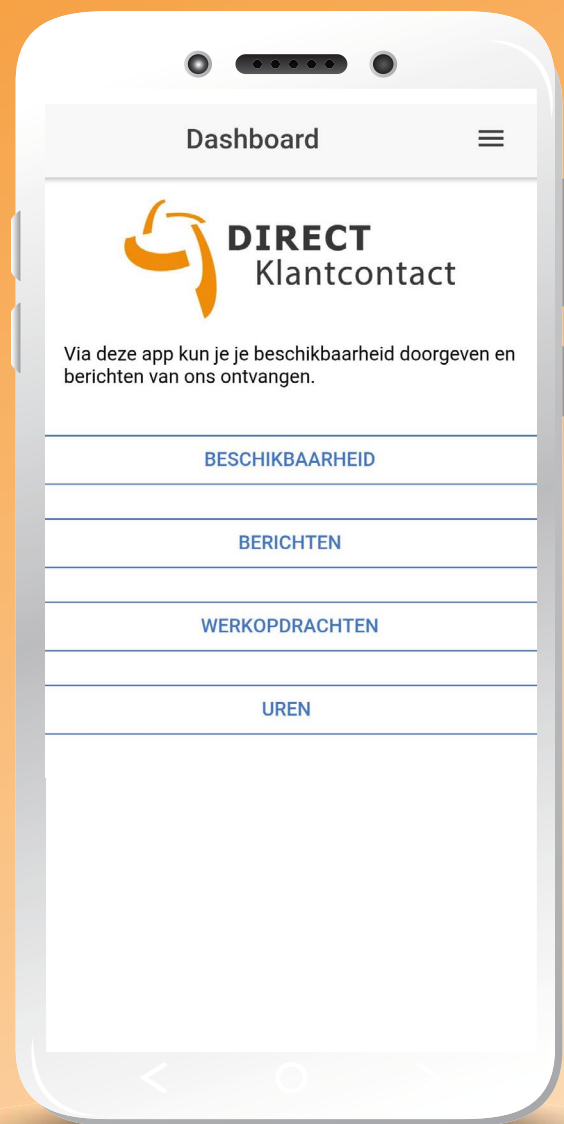 Dashboard
DIRECT
Klantcontact
Via deze app kun je je beschikbaarheid doorgeven en
berichten van ons ontvangen.
BESCHIKBAARHEID
BERICHTEN
WERKOPDRACHTEN
UREN